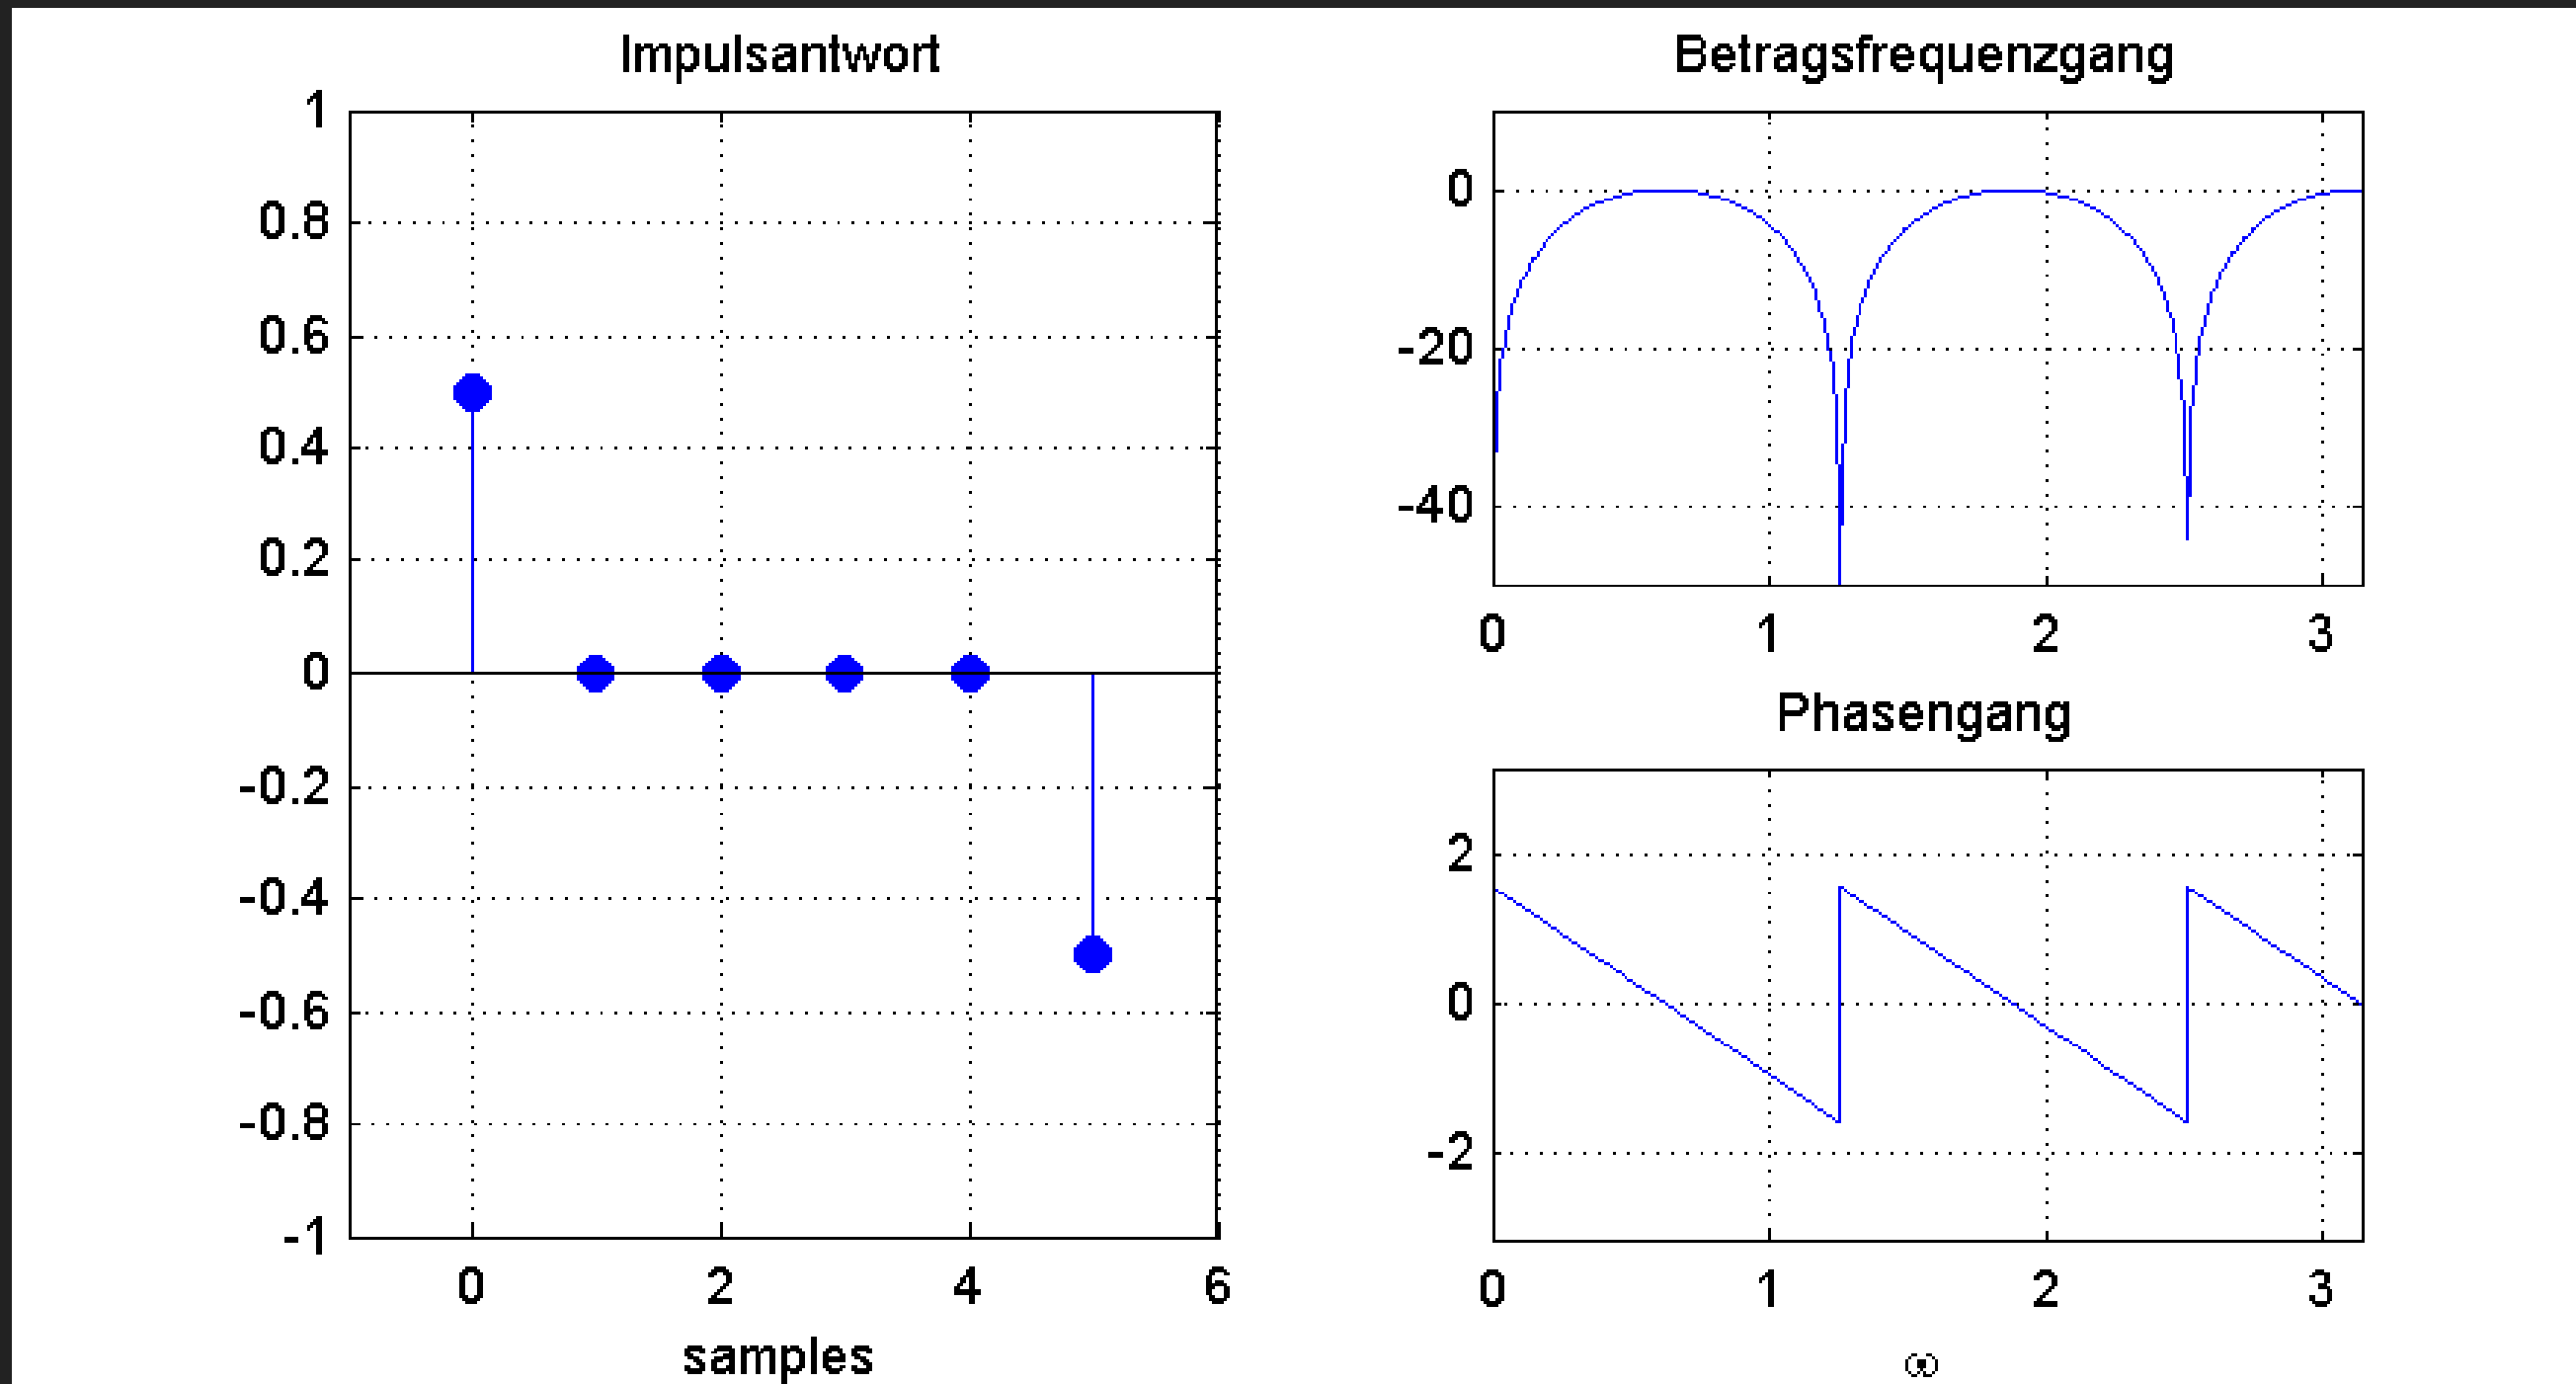 Impulsantwort
1
0.8
0.6
0.4
0.2
0
-0.2
-0.4
-0.6
-0.8
-1
0 2 4 6
samples
Betragsfrequenzgang
0
-20
-40
0 1 2 3
Phasengang
2
0
-2
0 1 2 3
ω